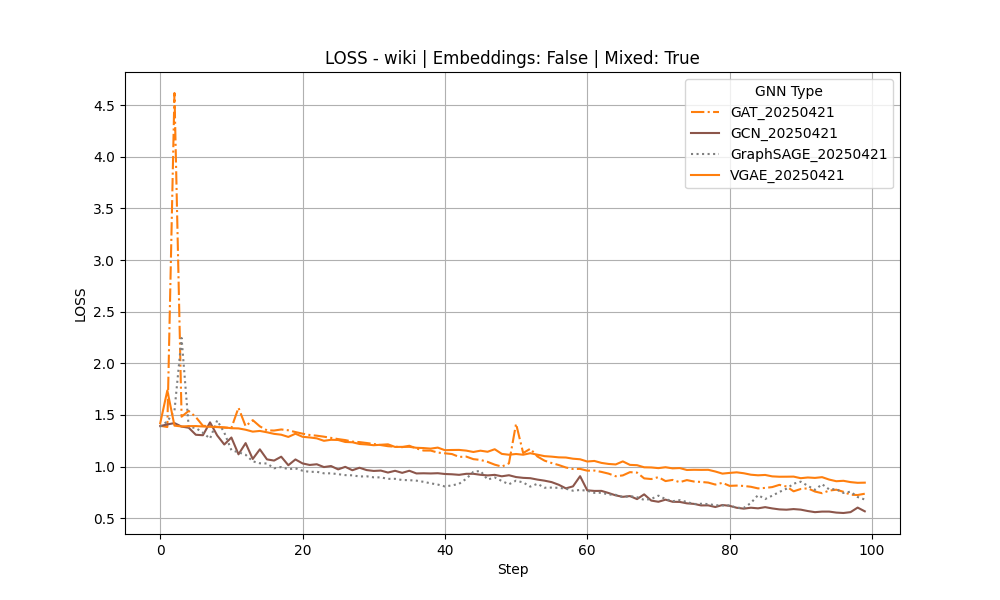 LOSS - wiki | Embeddings: False | Mixed: True
GNN Type
GAT_20250421
GCN_20250421
GraphSAGE_20250421
VGAE_20250421
LOSS
4.5
4.0
3.5
3.0
2.5
2.0
1.5
1.0
0.5
0 20 40 60 80 100
Step